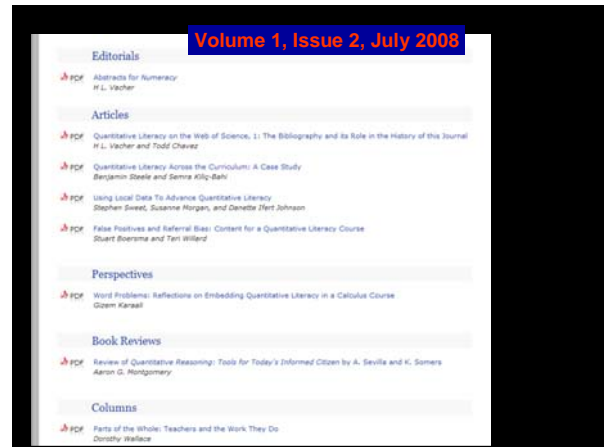 Volume 1, Issue 2, July 2008
Editorials
PDF Abstracts for Numeracy
H L. Vacher
Articles
PDF Quantitative Literacy on the Web of Science, 1: The Bibliography and its Role in the History of this Journal
H L. Vacher and Todd Chavez
PDF Quantitative Literacy Across the Curriculum: A Case Study
Benjamin Steele and Semra Kiliç-Bahi
PDF Using Local Data To Advance Quantitative Literacy
Stephen Sweet, Susanne Morgan, and Danette Ifert Johnson
PDF False Positives and Referral Bias: Content for a Quantitative Literacy Course
Stuart Boersma and Teri Willard
Perspectives
PDF Word Problems: Reflections on Embedding Quantitative Literacy in a Calculus Course
Gizem Karaali
Book Reviews
PDF Review of Quantitative Reasoning: Tools for Today's Informed Citizen by A. Sevilla and K. Somers
Aaron G. Montgomery
Columns
PDF Parts of the Whole: Teachers and the Work They Do
Dorothy Wallace